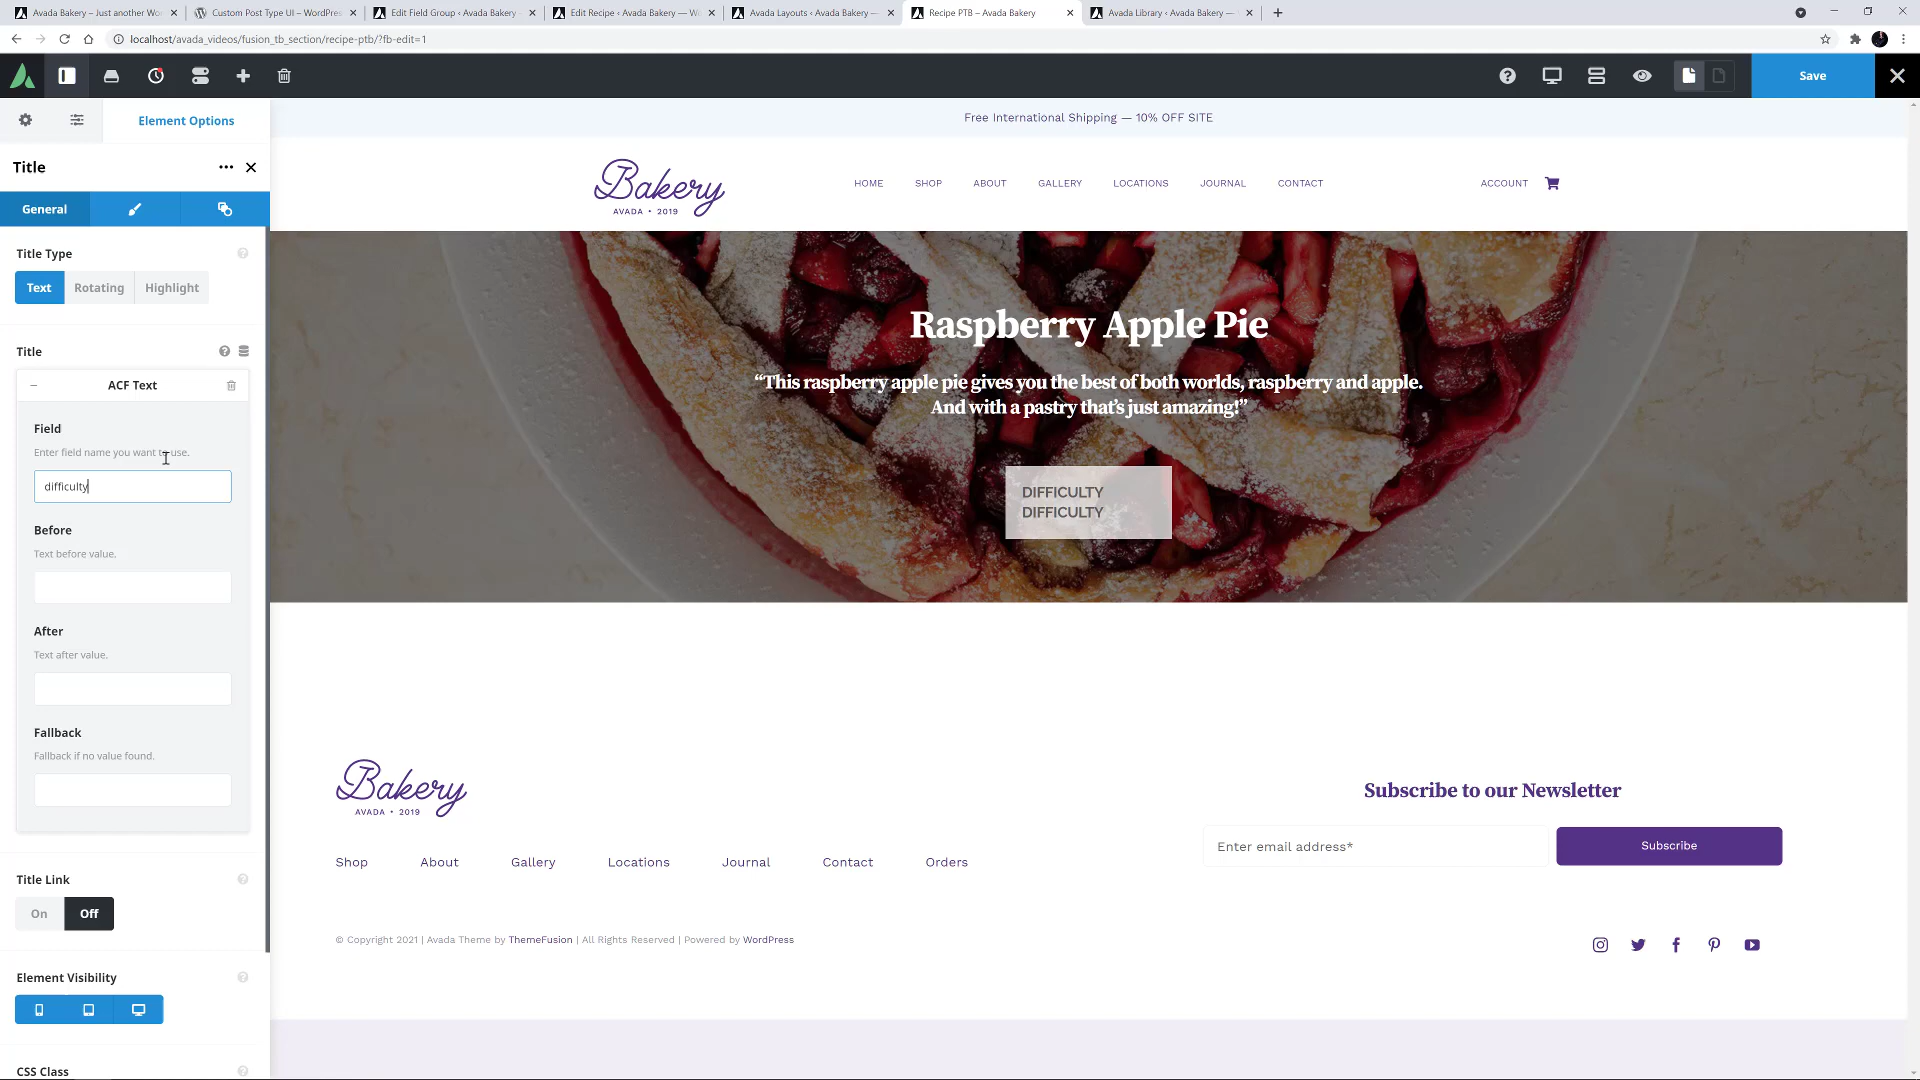 Avada Bakery – Just another Wo
Custom Post Type UI – WordPres
Edit Field Group ‹ Avada Bakery –
Edit Recipe ‹ Avada Bakery — Wo
Avada Layouts ‹ Avada Bakery —
Recipe PTB – Avada Bakery
Avada Library ‹ Avada Bakery —
localhost/avada_videos/fusion_tb_section/recipe-ptb/?fb-edit=1
Save
Element Options
Title
General
Title Type
Text Rotating Highlight
Title
ACF Text
Field
Enter field name you want to use.
difficulty
Before
Text before value.
After
Text after value.
Fallback
Fallback if no value found.
Title Link
On Off
Element Visibility
CSS Class
Free International Shipping — 10% OFF SITE
Bakery
AVADA • 2019
HOME SHOP ABOUT GALLERY LOCATIONS JOURNAL CONTACT
ACCOUNT
Raspberry Apple Pie
“This raspberry apple pie gives you the best of both worlds, raspberry and apple.
And with a pastry that’s just amazing!”
DIFFICULTY
DIFFICULTY
Bakery
AVADA • 2019
Shop About Gallery Locations Journal Contact Orders
Subscribe to our Newsletter
Enter email address*
Subscribe
© Copyright 2021 | Avada Theme by ThemeFusion | All Rights Reserved | Powered by WordPress